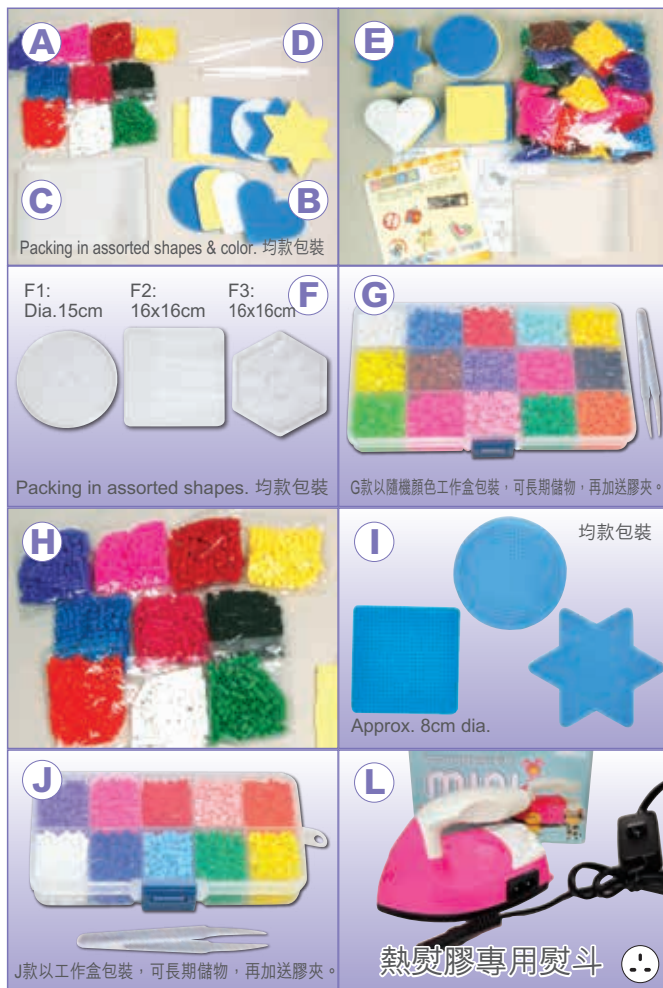 A
D
E
C
B
Packing in assorted shapes & color. 均款包裝
F1:
Dia.15cm
F2:
16x16cm
F3:
16x16cm
F
G
Packing in assorted shapes. 均款包裝
G款以隨機顏色工作盒包裝，可長期儲物，再加送膠夾。
H
I
均款包裝
Approx. 8cm dia.
J
L
mini
J款以工作盒包裝，可長期儲物，再加送膠夾。
熱熨膠專用熨斗